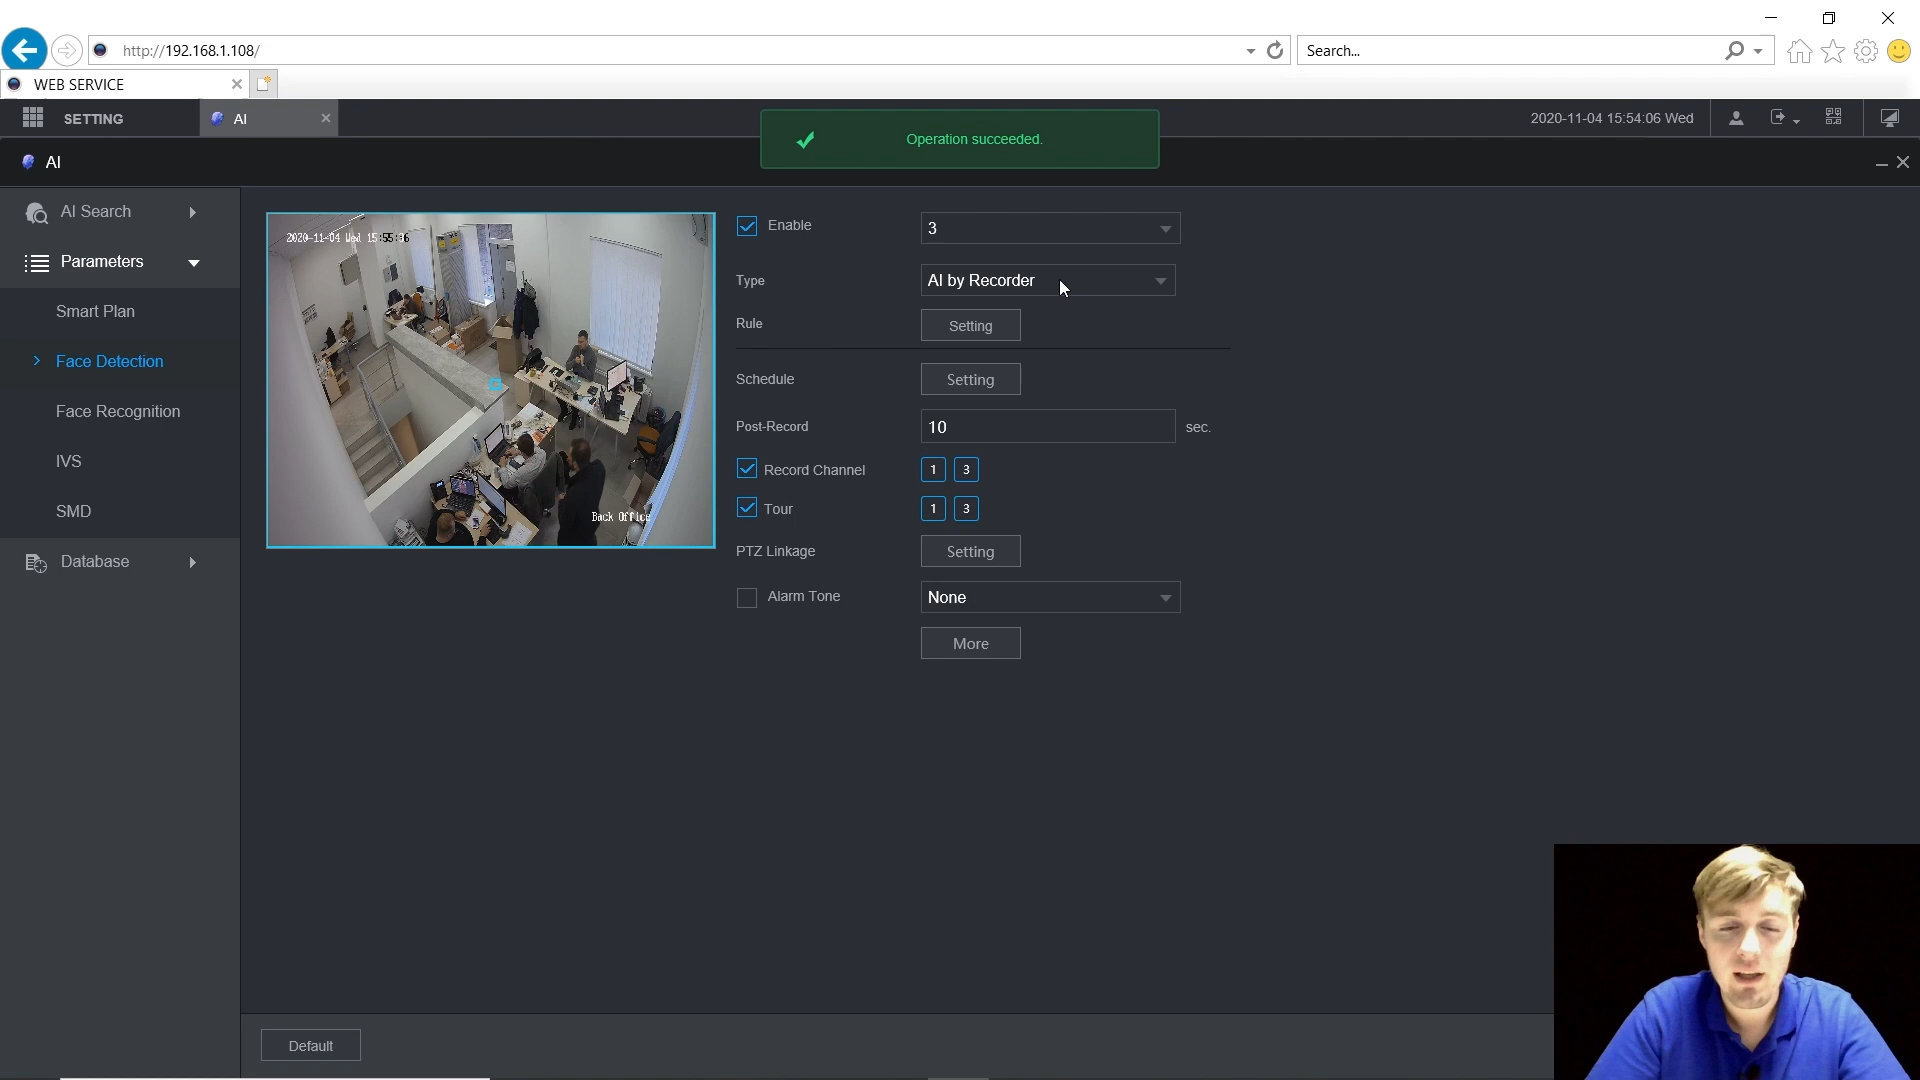 http://192.168.1.108/
Search...
WEB SERVICE
SETTING
AI
2020-11-04 15:54:06 Wed
Operation succeeded.
AI
AI Search
Parameters
Smart Plan
Face Detection
Face Recognition
IVS
SMD
Database
2020-11-04 Wed 15:55:36
Back Office
Enable
3
Type
AI by Recorder
Rule
Setting
Schedule
Setting
Post-Record
10
sec.
Record Channel
1
3
Tour
1
3
PTZ Linkage
Setting
Alarm Tone
None
More
Default